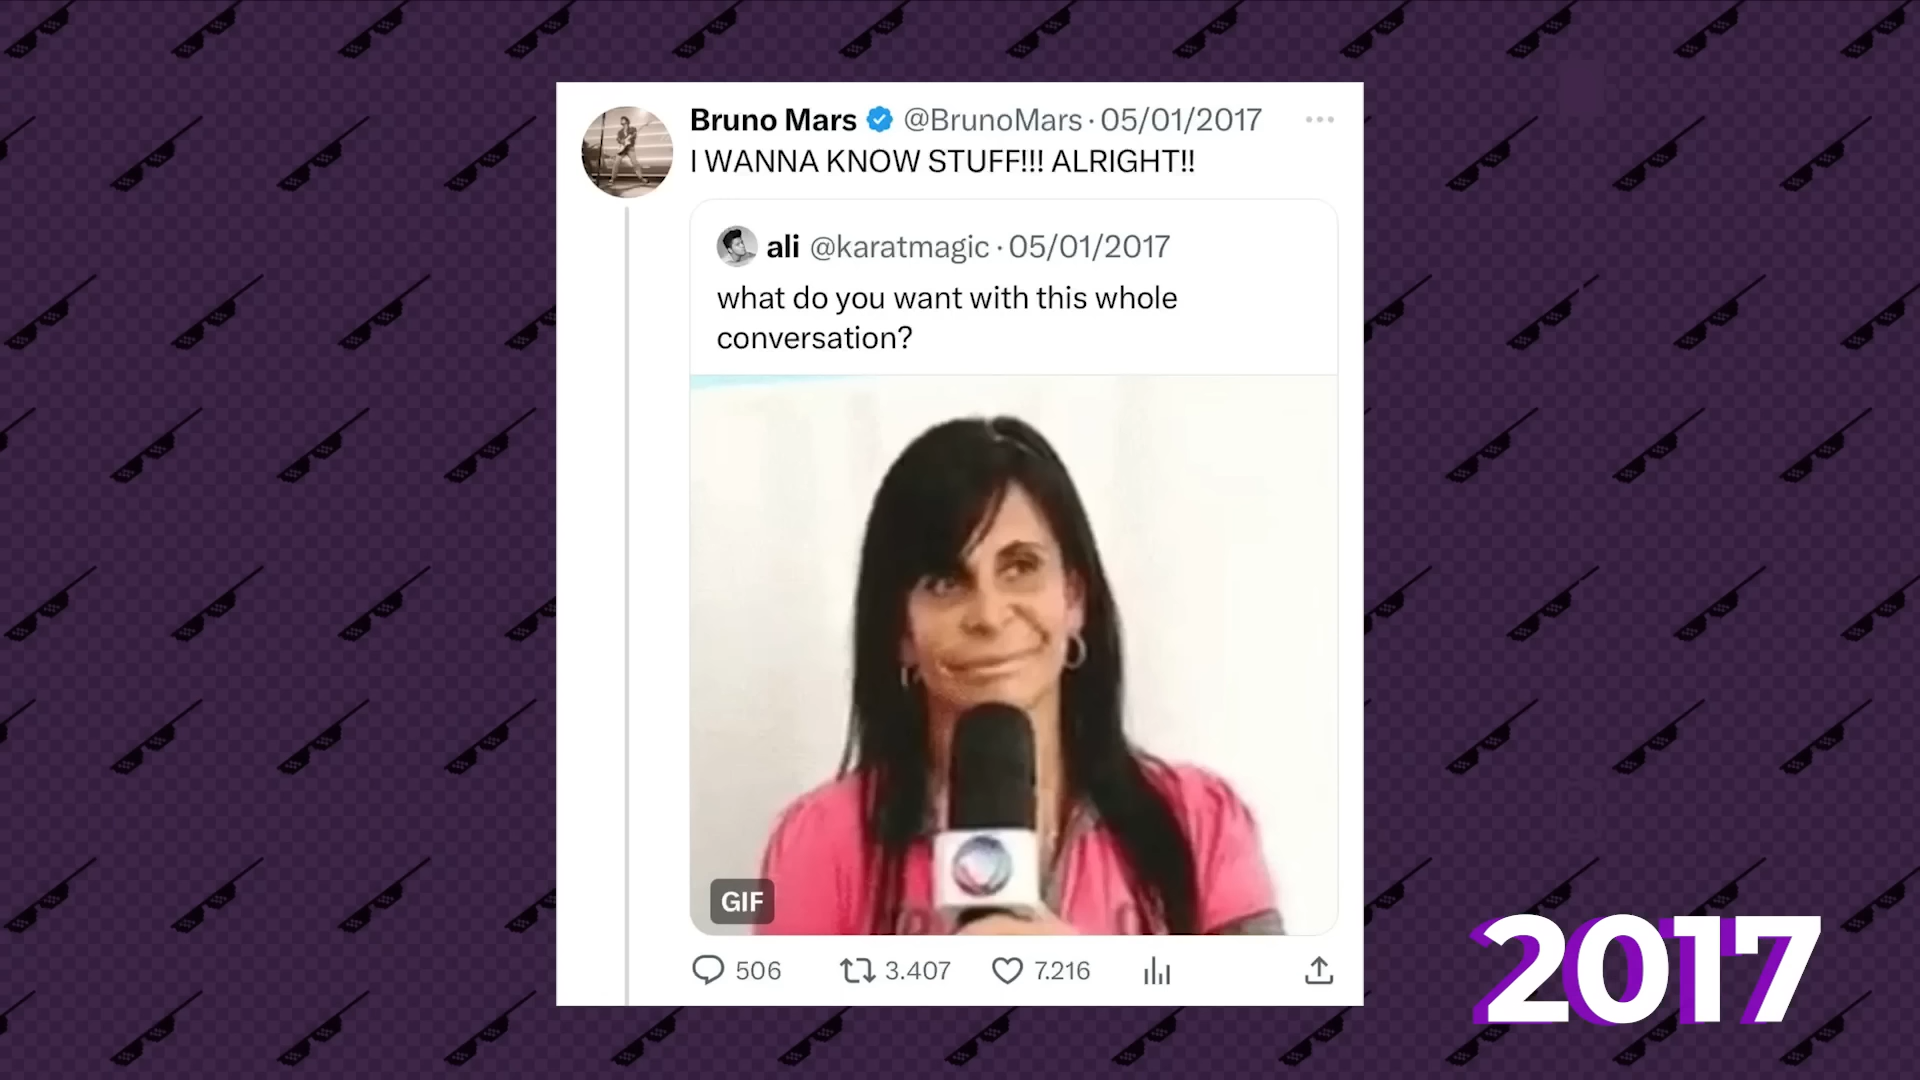 Bruno Mars @BrunoMars · 05/01/2017
I WANNA KNOW STUFF!!! ALRIGHT!!
ali @karatmagic · 05/01/2017
what do you want with this whole
conversation?
GIF
506 3.407 7.216
2017